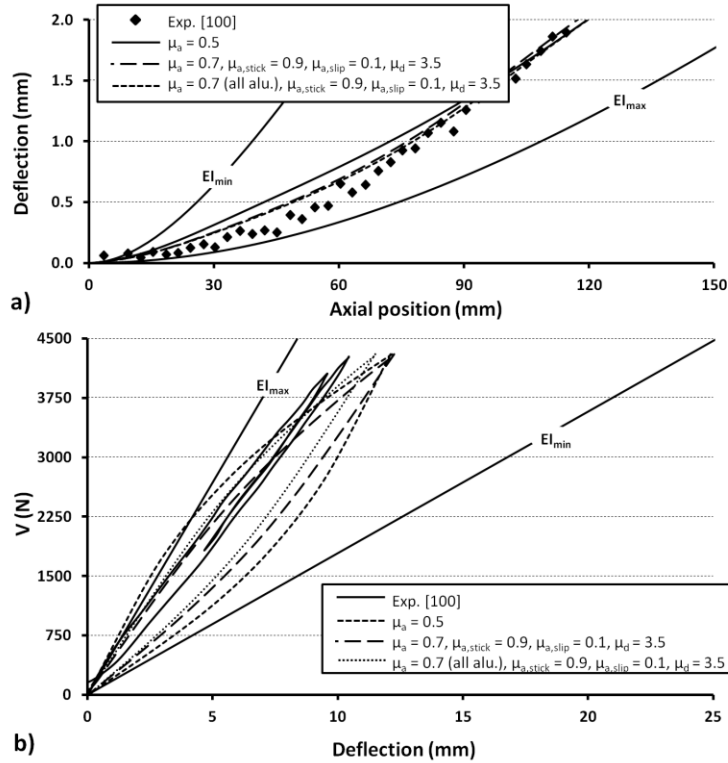 Exp. [100]
μa = 0.5
μa = 0.7, μa,stick = 0.9, μa,slip = 0.1, μd = 3.5
μa = 0.7 (all alu.), μa,stick = 0.9, μa,slip = 0.1, μd = 3.5
2.0
1.5
1.0
0.5
0.0
Deflection (mm)
EImin
EImax
0 30 60 90 120 150
Axial position (mm)
a)
4500
3750
3000
2250
1500
750
0
V (N)
EImax
EImin
Exp. [100]
μa = 0.5
μa = 0.7, μa,stick = 0.9, μa,slip = 0.1, μd = 3.5
μa = 0.7 (all alu.), μa,stick = 0.9, μa,slip = 0.1, μd = 3.5
0 5 10 15 20 25
Deflection (mm)
b)